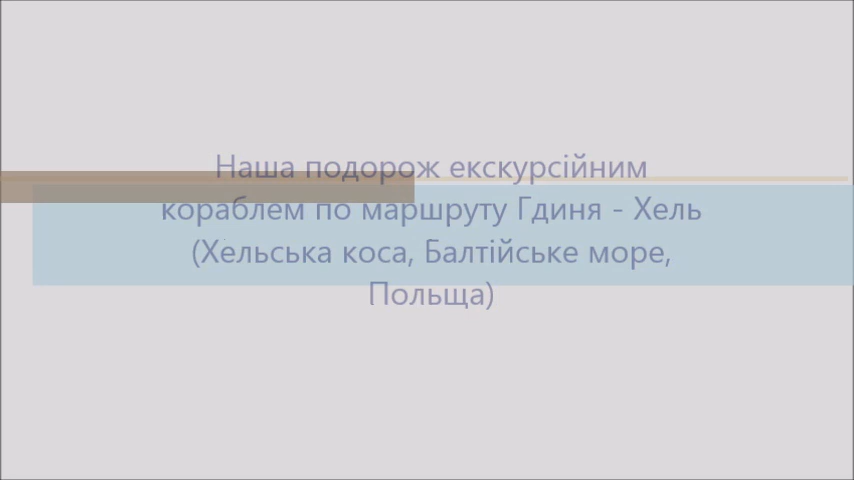 Наша подорож екскурсійним
кораблем по маршруту Гдиня - Хель
(Хельська коса, Балтійське море,
Польща)